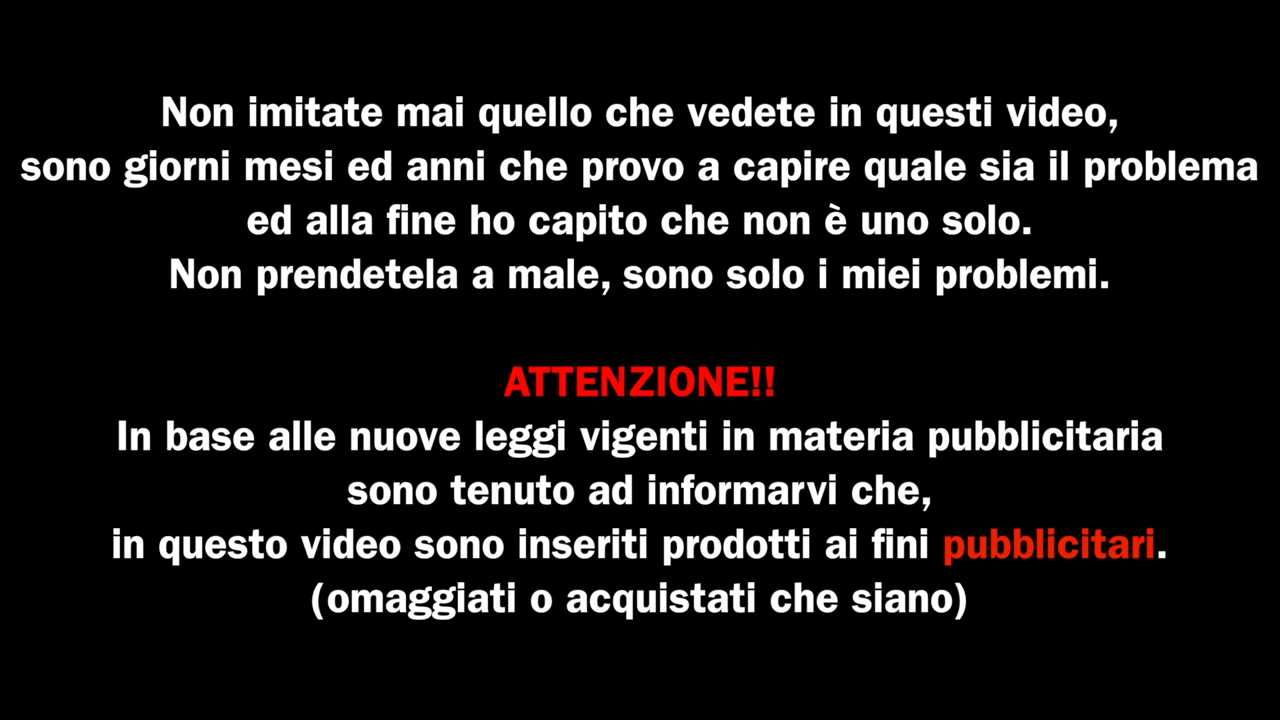 Non imitate mai quello che vedete in questi video,
sono giorni mesi ed anni che provo a capire quale sia il problema
ed alla fine ho capito che non è uno solo.
Non prendetela a male, sono solo i miei problemi.
ATTENZIONE!!
In base alle nuove leggi vigenti in materia pubblicitaria
sono tenuto ad informarvi che,
in questo video sono inseriti prodotti ai fini pubblicitari.
(omaggiati o acquistati che siano)